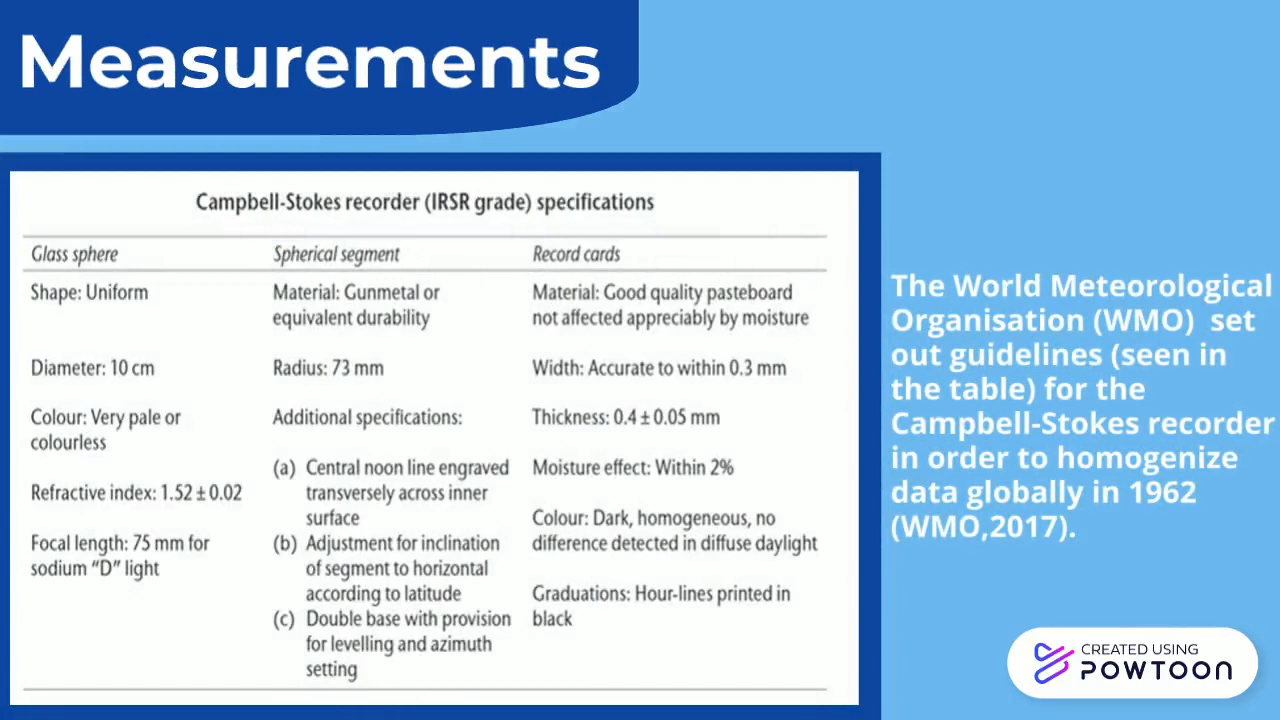 Measurements
Campbell-Stokes recorder (IRSR grade) specifications
Glass sphere
Spherical segment
Record cards
Shape: Uniform
Material: Gunmetal or
equivalent durability
Material: Good quality pasteboard
not affected appreciably by moisture
Diameter: 10 cm
Radius: 73 mm
Width: Accurate to within 0.3 mm
Colour: Very pale or
colourless
Additional specifications:
Thickness: 0.4 ± 0.05 mm
Refractive index: 1.52 ± 0.02
(a) Central noon line engraved
transversely across inner
surface
Moisture effect: Within 2%
Focal length: 75 mm for
sodium “D” light
(b) Adjustment for inclination
of segment to horizontal
according to latitude
Colour: Dark, homogeneous, no
difference detected in diffuse daylight
(c) Double base with provision
for levelling and azimuth
setting
Graduations: Hour-lines printed in
black
The World Meteorological
Organisation (WMO) set
out guidelines (seen in
the table) for the
Campbell-Stokes recorder
in order to homogenize
data globally in 1962
(WMO,2017).
CREATED USING
POWTOON